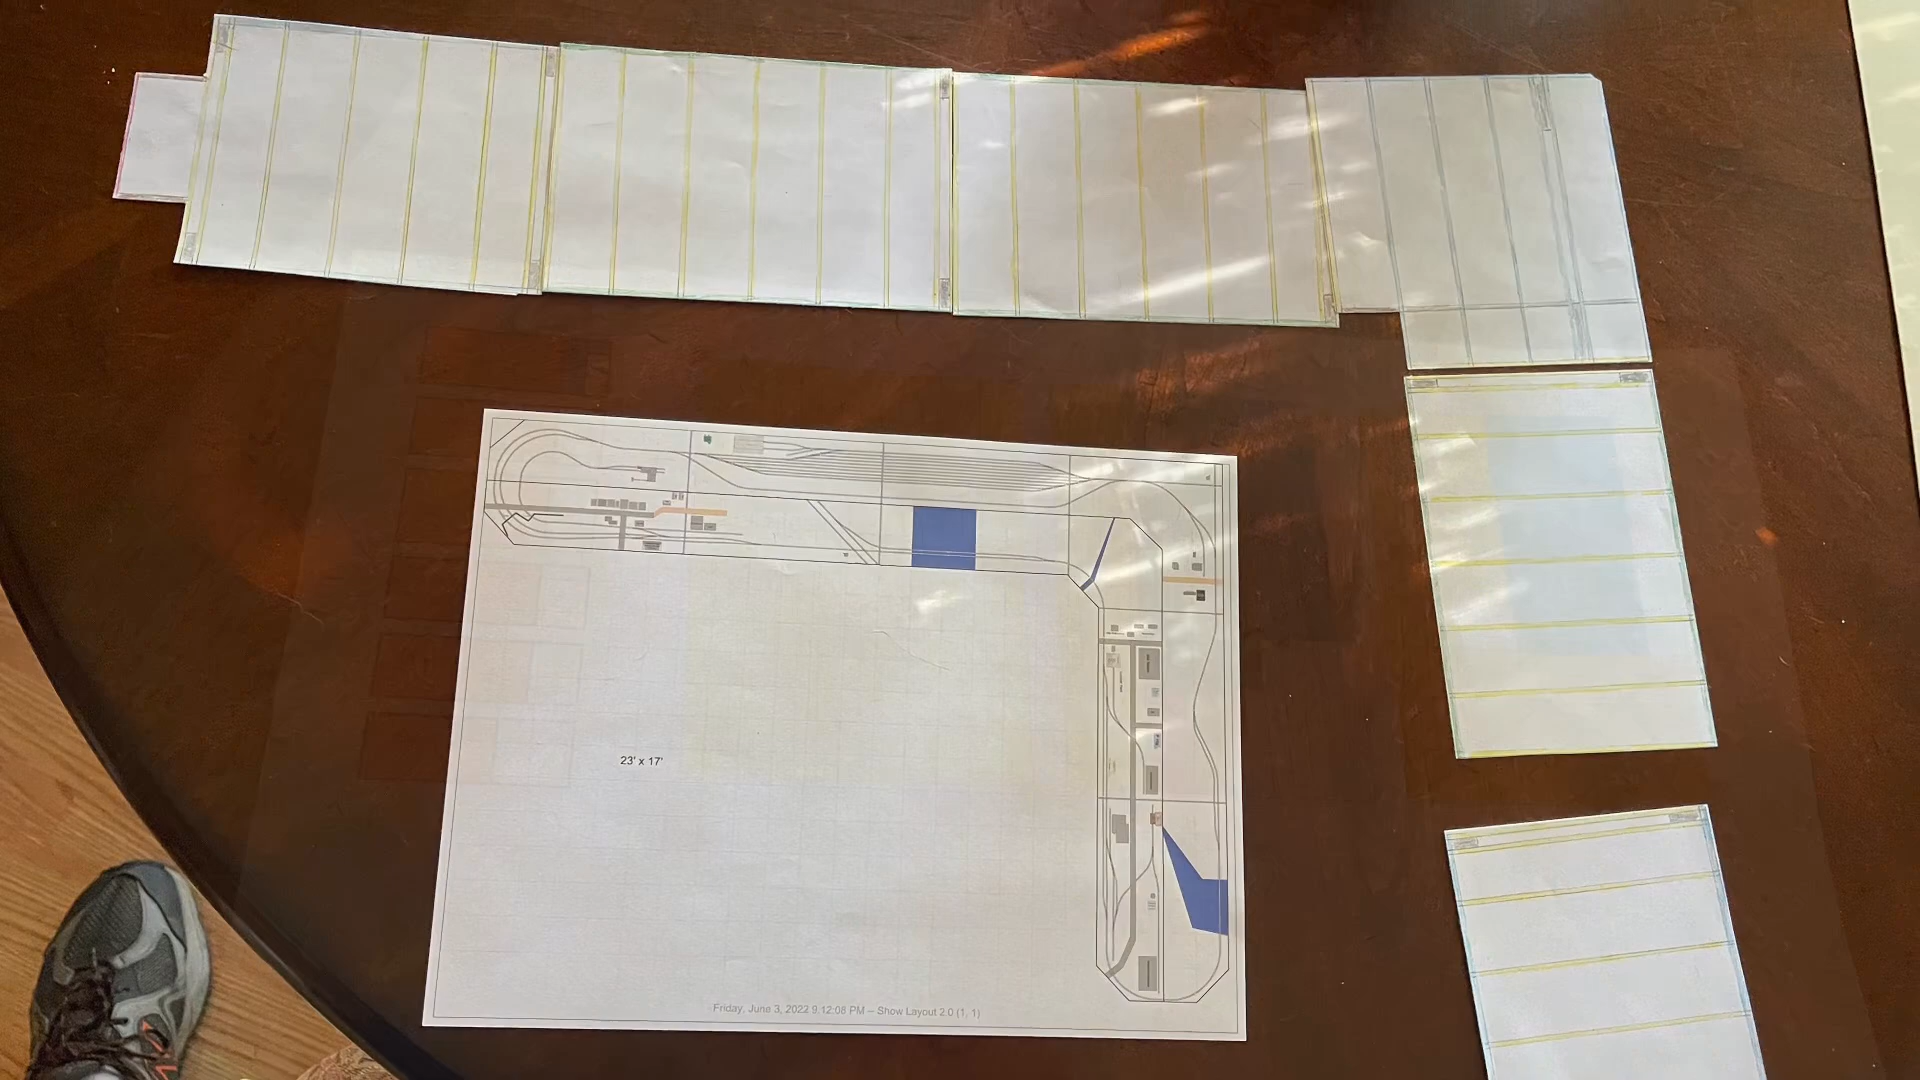 23' x 17'
Friday, June 3, 2022 9:12:08 PM -- Show Layout 2.0 (1, 1)